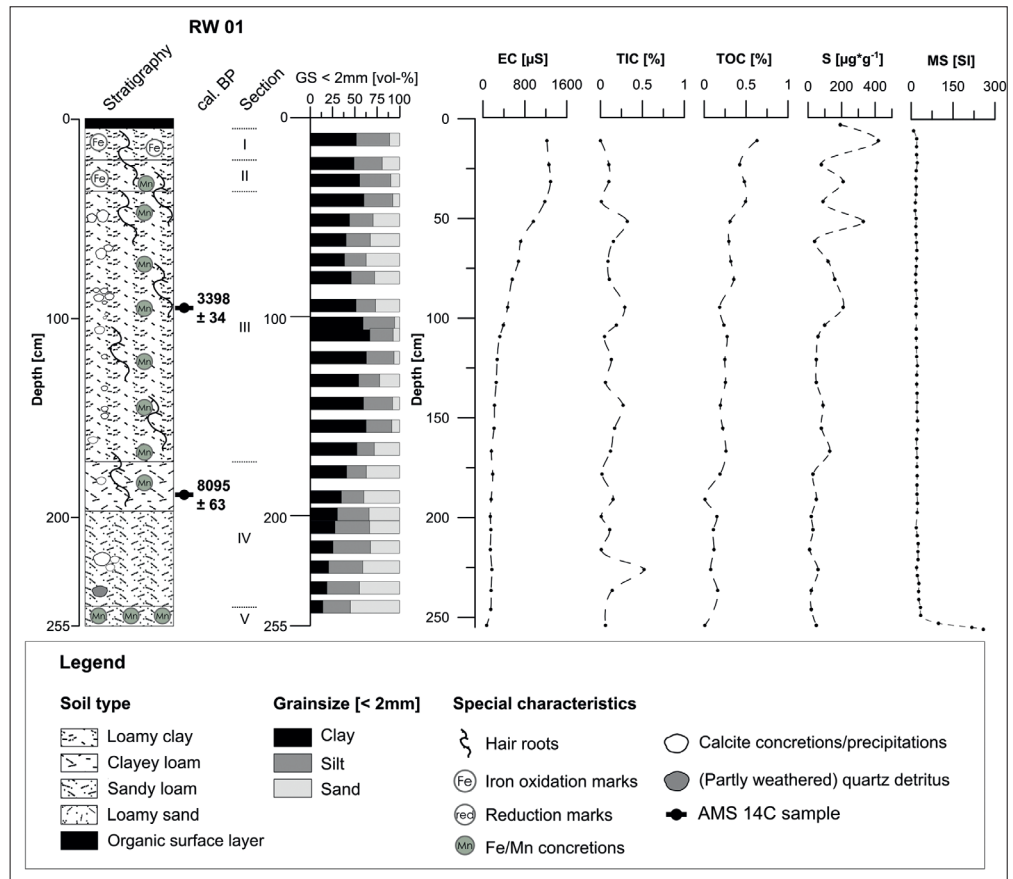 RW 01
Stratigraphy
cal. BP
Section
GS < 2mm [vol-%]
0 25 50 75 100
EC [µS]
0 800 1600
TIC [%]
0 0.5 1
TOC [%]
0 0.5 1
S [µg*g-1]
0 200 400
MS [SI]
0 150 300
Depth [cm]
0
100
200
255
Fe
Fe
Fe
Mn
Mn
Mn
Mn
Mn
Mn
Mn
Mn
Mn Mn Mn
3398
± 34
8095
± 63
I
II
III
IV
V
0
100
200
255
Depth [cm]
0
50
100
150
200
250
Legend
Soil type
Loamy clay
Clayey loam
Sandy loam
Loamy sand
Organic surface layer
Grainsize [< 2mm]
Clay
Silt
Sand
Special characteristics
Hair roots
Fe Iron oxidation marks
red Reduction marks
Mn Fe/Mn concretions
Calcite concretions/precipitations
(Partly weathered) quartz detritus
AMS 14C sample